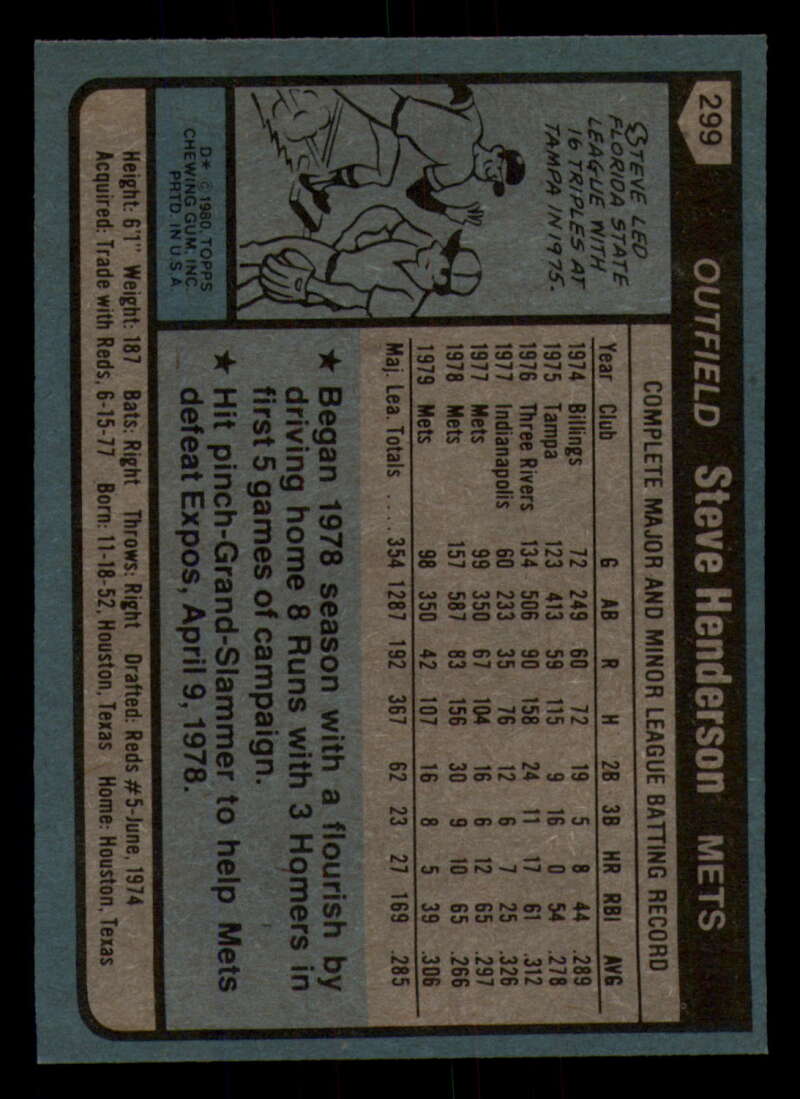 299 OUTFIELD Steve Henderson METS
STEVE LED
FLORIDA STATE
LEAGUE WITH
16 TRIPLES AT
TAMPA IN 1975.
D* © 1980 TOPPS
CHEWING GUM, INC.
PRTD. IN U.S.A.
COMPLETE MAJOR AND MINOR LEAGUE BATTING RECORD
Year Club G AB R H 2B 3B HR RBI AVG
1974 Billings 72 249 60 72 19 5 8 44 .289
1975 Tampa 123 413 59 115 9 16 0 54 .278
1976 Three Rivers 134 506 90 158 24 11 17 61 .312
1977 Indianapolis 60 233 35 76 12 6 7 25 .326
1977 Mets 99 350 67 104 16 6 12 65 .297
1978 Mets 157 587 83 156 30 9 10 65 .266
1979 Mets 98 350 42 107 16 8 5 39 .306
Maj. Lea. Totals .... 354 1287 192 367 62 23 27 169 .285
★ Began 1978 season with a flourish by
driving home 8 Runs with 3 Homers in
first 5 games of campaign.
★ Hit pinch-Grand-Slammer to help Mets
defeat Expos, April 9, 1978.
Height: 6'1" Weight: 187 Bats: Right Throws: Right Drafted: Reds #5-June, 1974
Acquired: Trade with Reds, 6-15-77 Born: 11-18-52, Houston, Texas Home: Houston, Texas